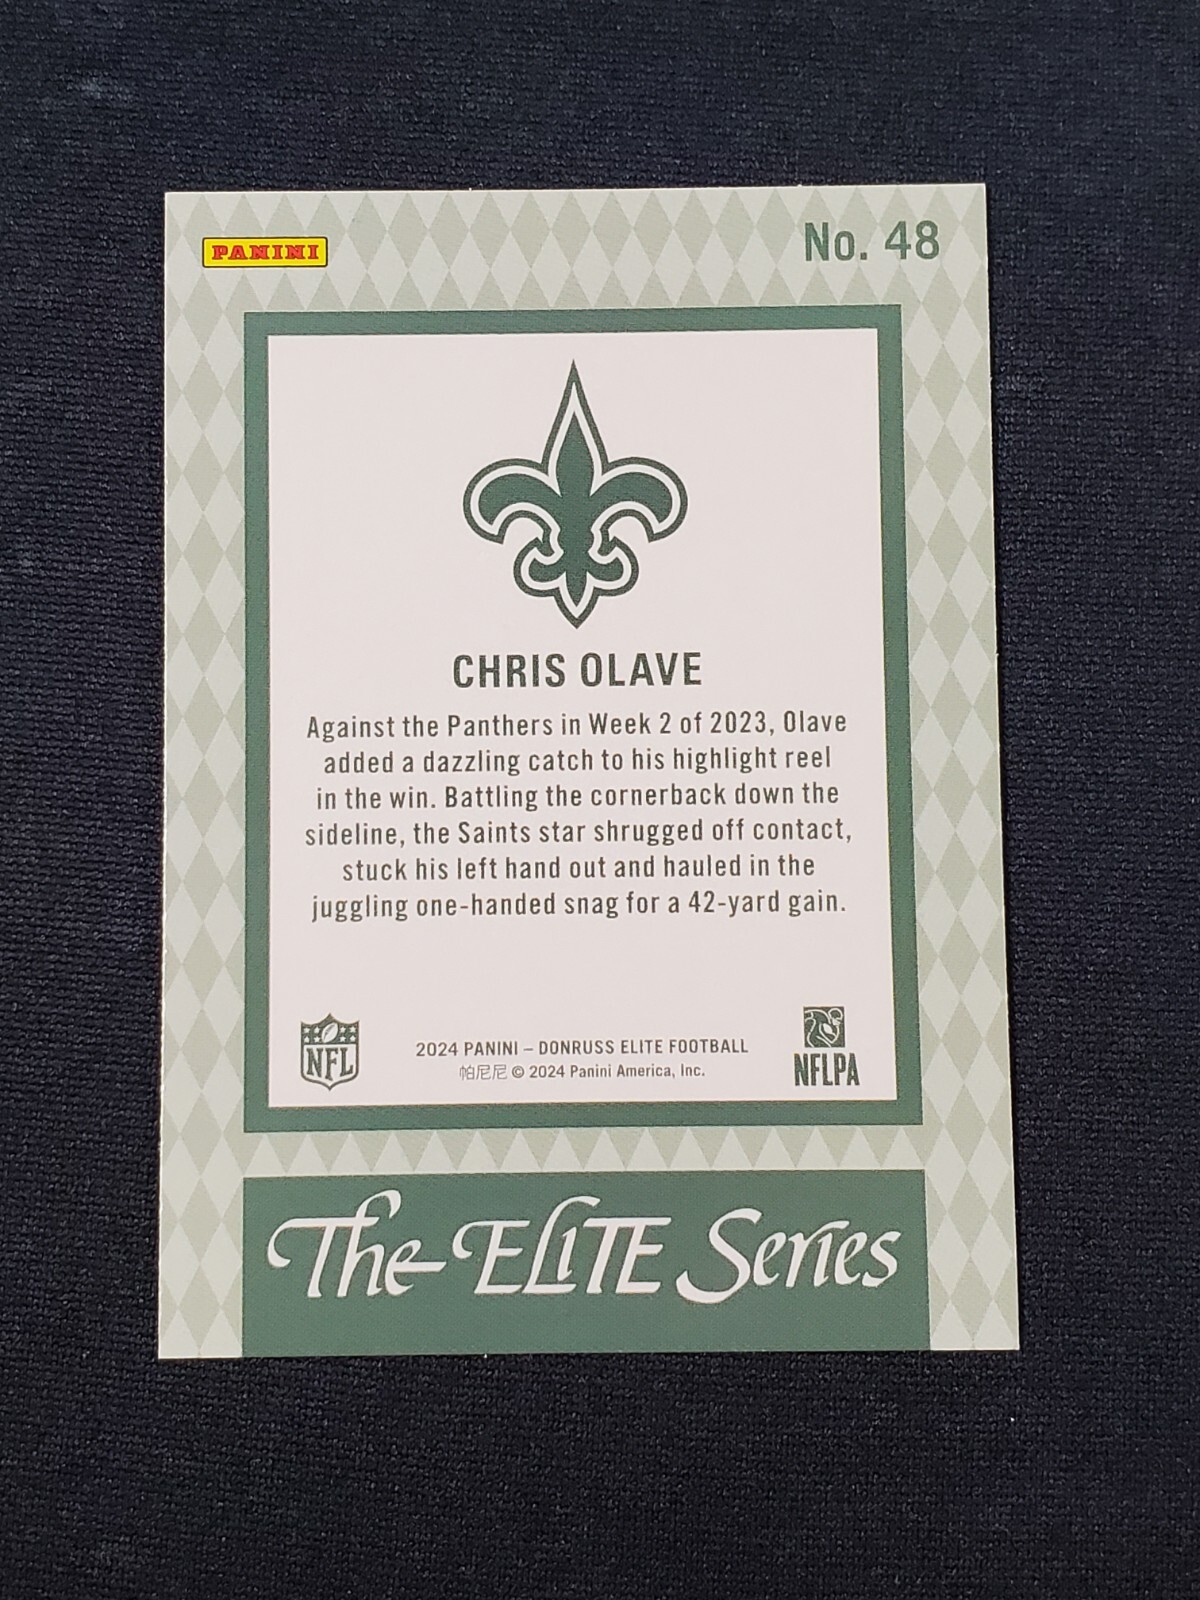 PANINI
No. 48
CHRIS OLAVE
Against the Panthers in Week 2 of 2023, Olave
added a dazzling catch to his highlight reel
in the win. Battling the cornerback down the
sideline, the Saints star shrugged off contact,
stuck his left hand out and hauled in the
juggling one-handed snag for a 42-yard gain.
NFL
2024 PANINI – DONRUSS ELITE FOOTBALL
帕尼尼 © 2024 Panini America, Inc.
NFLPA
The ELiTE Series